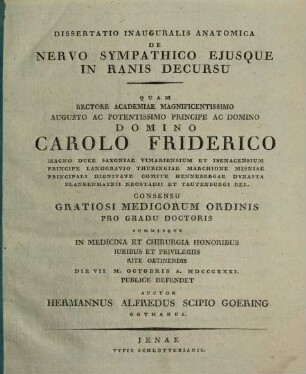 DISSERTATIO INAUGURALIS ANATOMICA
DE
NERVO SYMPATHICO EJUSQUE
IN RANIS DECURSU
QUAM
RECTORE ACADEMIAE MAGNIFICENTISSIMO
AUGUSTO AC POTENTISSIMO PRINCIPE AC DOMINO
DOMINO
CAROLO FRIDERICO
MAGNO DUCE SAXONIAE VIMARIENSIUM ET ISENACENSIUM
PRINCIPE LANDGRAVIO THURINGIAE MARCHIONE MISNIAE
PRINCIPALI DIGNITATE COMITE HENNEBERGAE DYNASTA
BLANKENHAYNII NEOSTADII ET TAUTENBURGI REL.
CONSENSU
GRATIOSI MEDICORUM ORDINIS
PRO GRADU DOCTORIS
SUMMISQUE
IN MEDICINA ET CHIRURGIA HONORIBUS
IURIBUS ET PRIVILEGIIS
RITE OBTINENDIS
DIE VII M. OCTOBRIS A. MDCCCXXXI.
PUBLICE DEFENDET
AUCTOR
HERMANNUS ALFREDUS SCIPIO GOERING
GOTHANUS.
JENAE
TYPIS SCHLOTTERIANIS.